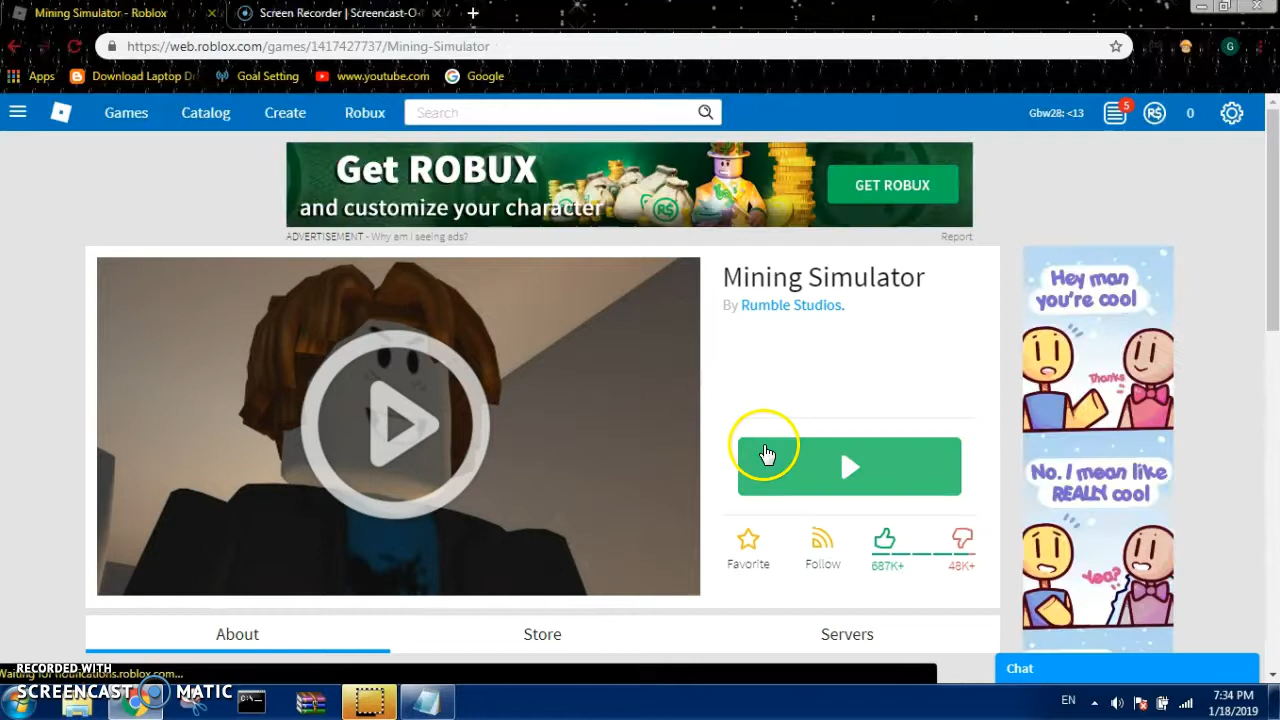 Mining Simulator - Roblox
Screen Recorder | Screencast-O-
https://web.roblox.com/games/1417427737/Mining-Simulator
Apps
Download Laptop Dr
Goal Setting
www.youtube.com
Google
G
Games
Catalog
Create
Robux
Search
Gbw28: <13
5
RS
0
Get ROBUX
and customize your character
RS
GET ROBUX
ADVERTISEMENT - Why am I seeing ads?
Report
Mining Simulator
By Rumble Studios.
Favorite
Follow
687K+
48K+
Hey man
you're cool
Thanks
No. I mean like
REALLY cool
Yea?
About
Store
Servers
Waiting for notifications.roblox.com...
RECORDED WITH
SCREENCAST MATIC
Chat
C:\
EN
7:34 PM
1/18/2019